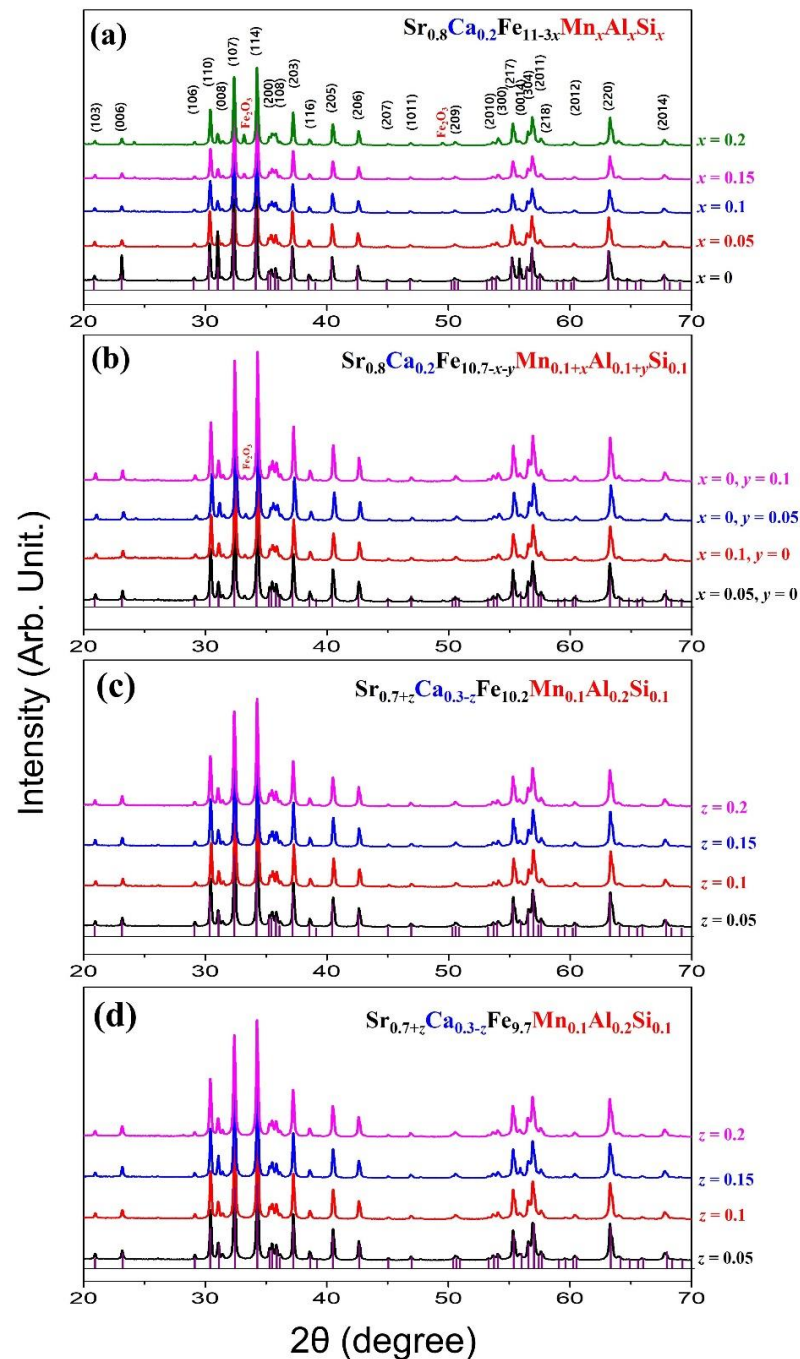 Intensity (Arb. Unit.)
(a)
Sr0.8Ca0.2Fe11-3xMnxAlxSix
(103)
(006)
(106)
(110)
(008)
(107)
Fe2O3
(114)
(200)
(108)
(203)
(116)
(205)
(206)
(207)
(1011)
Fe2O3
(209)
(2010)
(300)
(217)
(0014)
(304)
(2011)
(218)
(2012)
(220)
(2014)
x = 0.2
x = 0.15
x = 0.1
x = 0.05
x = 0
20 30 40 50 60 70
(b)
Sr0.8Ca0.2Fe10.7-x-yMn0.1+xAl0.1+ySi0.1
Fe2O3
x = 0, y = 0.1
x = 0, y = 0.05
x = 0.1, y = 0
x = 0.05, y = 0
20 30 40 50 60 70
(c)
Sr0.7+zCa0.3-zFe10.2Mn0.1Al0.2Si0.1
z = 0.2
z = 0.15
z = 0.1
z = 0.05
20 30 40 50 60 70
(d)
Sr0.7+zCa0.3-zFe9.7Mn0.1Al0.2Si0.1
z = 0.2
z = 0.15
z = 0.1
z = 0.05
20 30 40 50 60 70
2θ (degree)